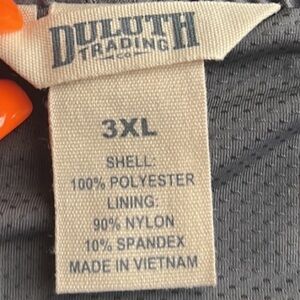 DULUTH
TRADING
CO
3XL
SHELL:
100% POLYESTER
LINING:
90% NYLON
10% SPANDEX
MADE IN VIETNAM